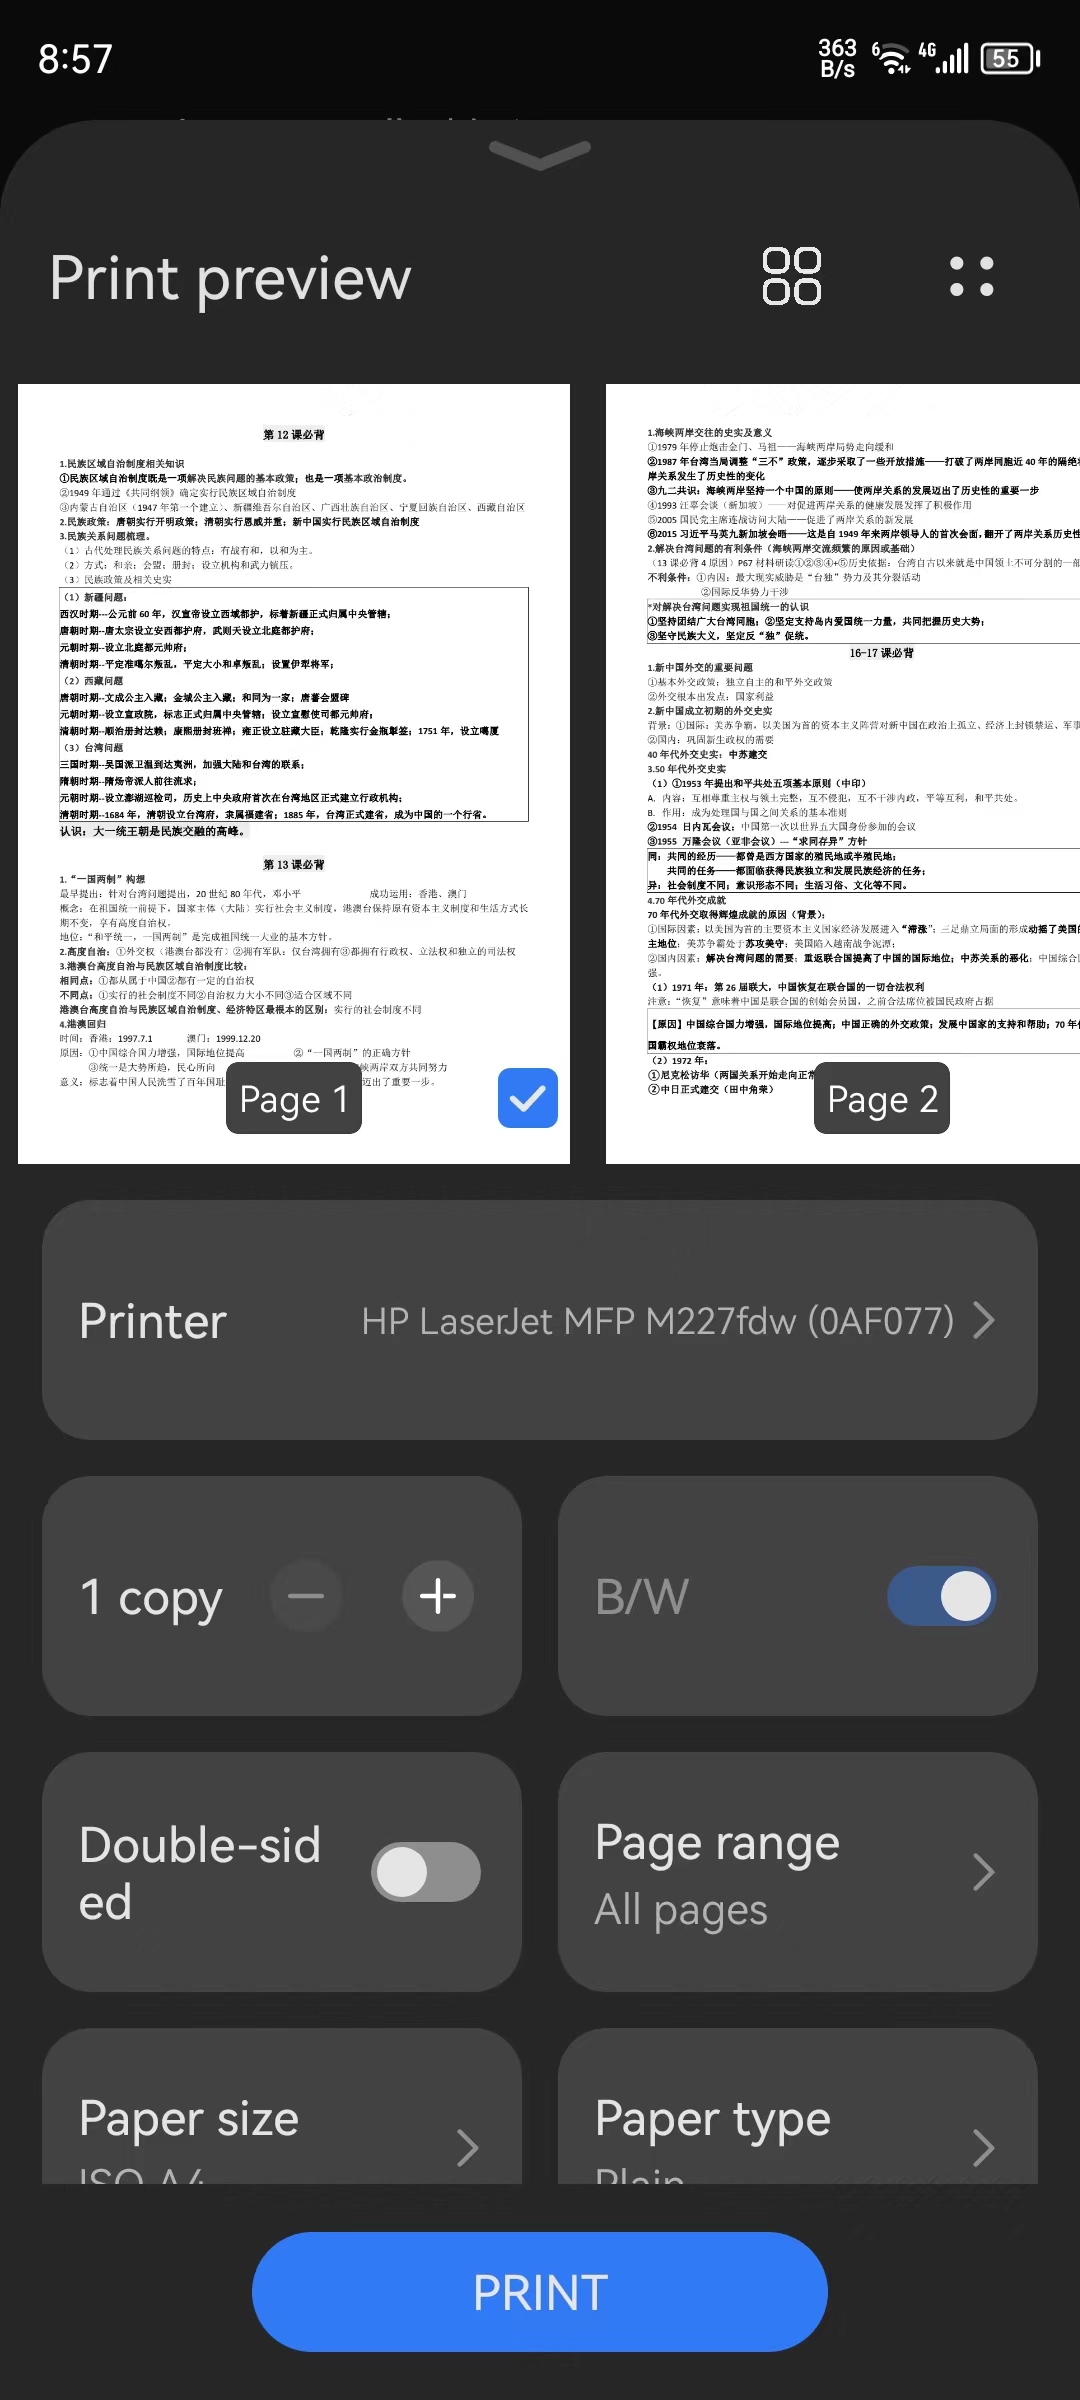 8:57
363 B/s
6
4G
55
Print preview
第 12 课必背
1.民族区域自治制度相关知识
①民族区域自治制度既是一项解决民族问题的基本政策；也是一项基本政治制度。
②1949 年通过《共同纲领》确定实行民族区域自治制度
③内蒙古自治区（1947 年第一个建立）、新疆维吾尔自治区、广西壮族自治区、宁夏回族自治区、西藏自治区
2.民族政策：唐朝实行开明政策；清朝实行恩威并重；新中国实行民族区域自治制度
3.民族关系问题梳理。
（1）古代处理民族关系问题的特点：有战有和，以和为主。
（2）方式：和亲；会盟；册封；设立机构和武力镇压。
（3）民族政策及相关史实
（1）新疆问题：
西汉时期---公元前 60 年，汉宣帝设立西域都护，标着新疆正式归属中央管辖；
唐朝时期--唐太宗设立安西都护府，武则天设立北庭都护府；
元朝时期--设立北庭都元帅府；
清朝时期--平定准噶尔叛乱，平定大小和卓叛乱；设置伊犁将军；
（2）西藏问题
唐朝时期--文成公主入藏；金城公主入藏；和同为一家；唐蕃会盟碑
元朝时期--设立宣政院，标志正式归属中央管辖；设立宣慰使司都元帅府；
清朝时期--顺治册封达赖；康熙册封班禅；雍正设立驻藏大臣；乾隆实行金瓶掣签；1751 年，设立噶厦
（3）台湾问题
三国时期--吴国派卫温到达夷洲，加强大陆和台湾的联系；
隋朝时期--隋炀帝派人前往流求；
元朝时期--设立澎湖巡检司，历史上中央政府首次在台湾地区正式建立行政机构；
清朝时期--1684 年，清朝设立台湾府，隶属福建省；1885 年，台湾正式建省，成为中国的一个行省。
认识：大一统王朝是民族交融的高峰。
第 13 课必背
1.“一国两制”构想
最早提出：针对台湾问题提出，20 世纪 80 年代，邓小平 成功运用：香港、澳门
概念：在祖国统一前提下，国家主体（大陆）实行社会主义制度，港澳台保持原有资本主义制度和生活方式长
期不变，享有高度自治权。
地位：“和平统一，一国两制”是完成祖国统一大业的基本方针。
2.高度自治：①外交权（港澳台都没有）②拥有军队：仅台湾拥有③都拥有行政权、立法权和独立的司法权
3.港澳台高度自治与民族区域自治制度比较：
相同点：①都从属于中国②都有一定的自治权
不同点：①实行的社会制度不同②自治权力大小不同③适合区域不同
港澳台高度自治与民族区域自治制度、经济特区最根本的区别：实行的社会制度不同
4.港澳回归
时间：香港：1997.7.1 澳门：1999.12.20
原因：①中国综合国力增强，国际地位提高 ②“一国两制”的正确方针
③统一是大势所趋，民心所向 峡两岸双方共同努力
意义：标志着中国人民洗雪了百年国耻 迈出了重要一步。
Page 1
1.海峡两岸交往的史实及意义
①1979 年停止炮击金门、马祖——海峡两岸局势走向缓和
②1987 年台湾当局调整“三不”政策，逐步采取了一些开放措施——打破了两岸同胞近 40 年的隔绝
岸关系发生了历史性的变化
③九二共识：海峡两岸坚持一个中国的原则——使两岸关系的发展迈出了历史性的重要一步
④1993 汪辜会谈（新加坡）——对促进两岸关系的健康发展发挥了积极作用
⑤2005 国民党主席连战访问大陆——促进了两岸关系的新发展
⑥2015 习近平马英九新加坡会晤——这是自 1949 年来两岸领导人的首次会面，翻开了两岸关系历史性
2.解决台湾问题的有利条件（海峡两岸交流频繁的原因或基础）
（13 课必背 4 原因）P67 材料研读①②③④+⑤历史依据：台湾自古以来就是中国领土不可分割的一部
不利条件：①内因：最大现实威胁是“台独”势力及其分裂活动
②国际反华势力干涉
*对解决台湾问题实现祖国统一的认识
①坚持团结广大台湾同胞；②坚定支持岛内爱国统一力量，共同把握历史大势；
③坚守民族大义，坚定反“独”促统。
16-17 课必背
1.新中国外交的重要问题
①基本外交政策：独立自主的和平外交政策
②外交根本出发点：国家利益
2.新中国成立初期的外交史实
背景：①国际：美苏争霸，以美国为首的资本主义阵营对新中国在政治上孤立、经济上封锁禁运、军事
②国内：巩固新生政权的需要
40 年代外交史实：中苏建交
3.50 年代外交史实
（1）①1953 年提出和平共处五项基本原则（中印）
A. 内容：互相尊重主权与领土完整，互不侵犯，互不干涉内政，平等互利，和平共处。
B. 作用：成为处理国与国之间关系的基本准则
②1954 日内瓦会议：中国第一次以世界五大国身份参加的会议
③1955 万隆会议（亚非会议）---“求同存异”方针
同：共同的经历——都曾是西方国家的殖民地或半殖民地；
共同的任务——都面临获得民族独立和发展民族经济的任务；
异：社会制度不同；意识形态不同；生活习俗、文化等不同。
4.70 年代外交成就
70 年代外交取得辉煌成就的原因（背景）：
①国际因素：以美国为首的主要资本主义国家经济发展进入“滞涨”；三足鼎立局面的形成动摇了美国的
主地位；美苏争霸处于苏攻美守；美国陷入越南战争泥潭；
②国内因素：解决台湾问题的需要；重返联合国提高了中国的国际地位；中苏关系的恶化；中国综合国
强。
（1）1971 年：第 26 届联大，中国恢复在联合国的一切合法权利
注意：“恢复”意味着中国是联合国的创始会员国，之前合法席位被国民政府占据
【原因】中国综合国力增强，国际地位提高；中国正确的外交政策；发展中国家的支持和帮助；70 年
国霸权地位衰落。
（2）1972 年：
①尼克松访华（两国关系开始走向正常
②中日正式建交（田中角荣）
Page 2
Printer
HP LaserJet MFP M227fdw (0AF077)
1 copy
B/W
Double-sid
ed
Page range
All pages
Paper size
ISO A4
Paper type
Plain
PRINT